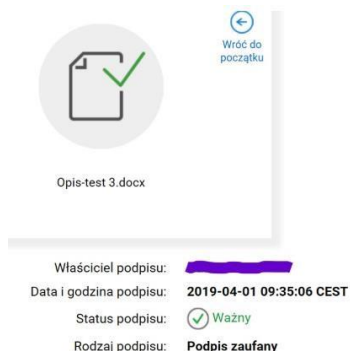 Wróć do
początku
Opis-test 3.docx
Właściciel podpisu:
Data i godzina podpisu: 2019-04-01 09:35:06 CEST
Status podpisu: Ważny
Rodzaj podpisu: Podpis zaufany